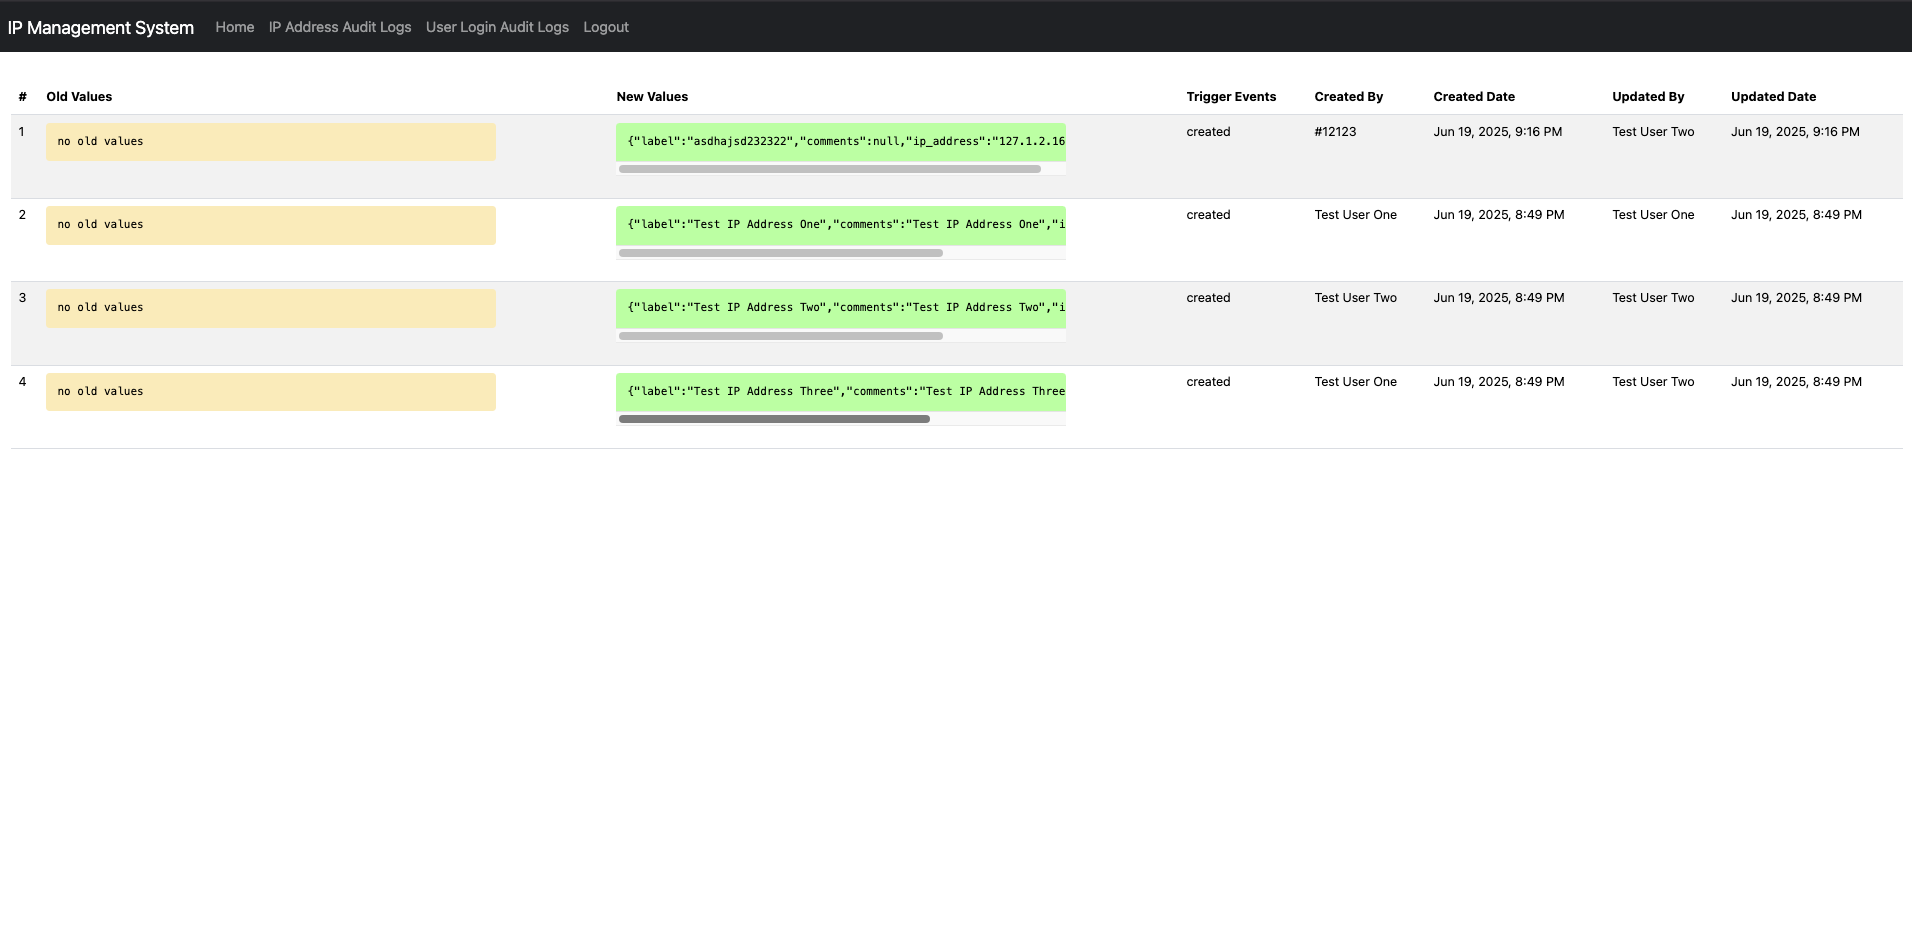 IP Management System Home IP Address Audit Logs User Login Audit Logs Logout
# Old Values New Values Trigger Events Created By Created Date Updated By Updated Date
1 no old values {"label":"asdhajsd232322","comments":null,"ip_address":"127.1.2.16 created #12123 Jun 19, 2025, 9:16 PM Test User Two Jun 19, 2025, 9:16 PM
2 no old values {"label":"Test IP Address One","comments":"Test IP Address One","i created Test User One Jun 19, 2025, 8:49 PM Test User One Jun 19, 2025, 8:49 PM
3 no old values {"label":"Test IP Address Two","comments":"Test IP Address Two","i created Test User Two Jun 19, 2025, 8:49 PM Test User Two Jun 19, 2025, 8:49 PM
4 no old values {"label":"Test IP Address Three","comments":"Test IP Address Three created Test User One Jun 19, 2025, 8:49 PM Test User Two Jun 19, 2025, 8:49 PM